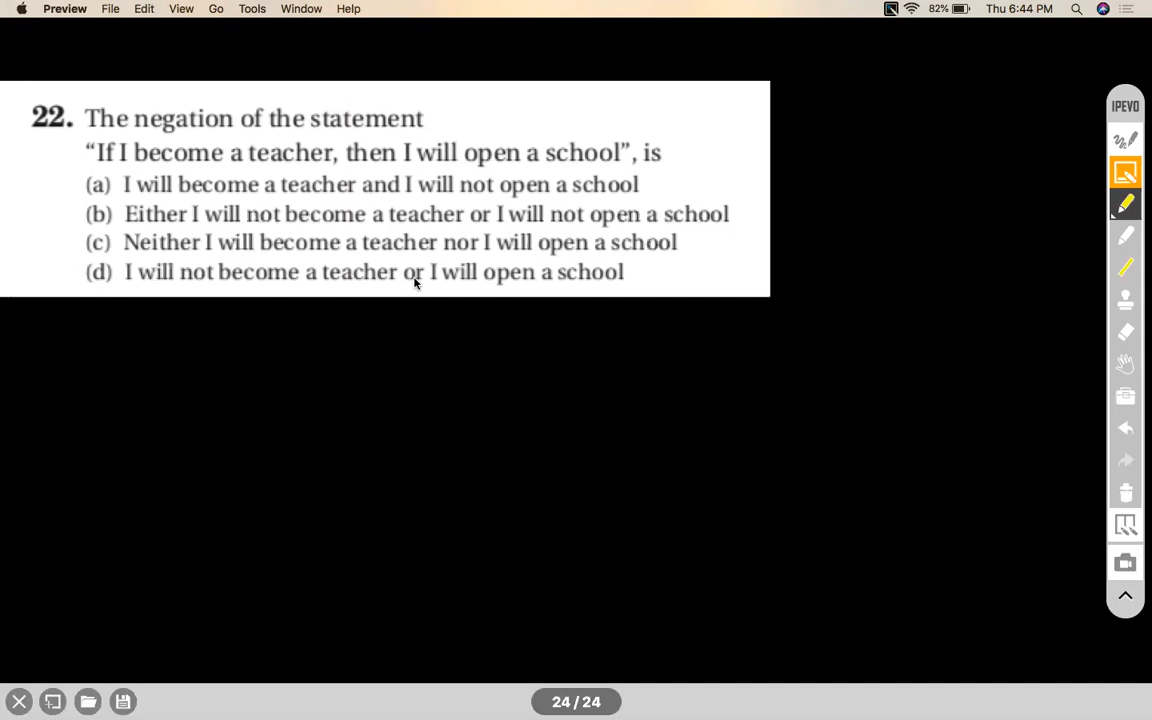 Preview File Edit View Go Tools Window Help 82% Thu 6:44 PM
IPEVO
22. The negation of the statement
“If I become a teacher, then I will open a school”, is
(a) I will become a teacher and I will not open a school
(b) Either I will not become a teacher or I will not open a school
(c) Neither I will become a teacher nor I will open a school
(d) I will not become a teacher or I will open a school
24 / 24